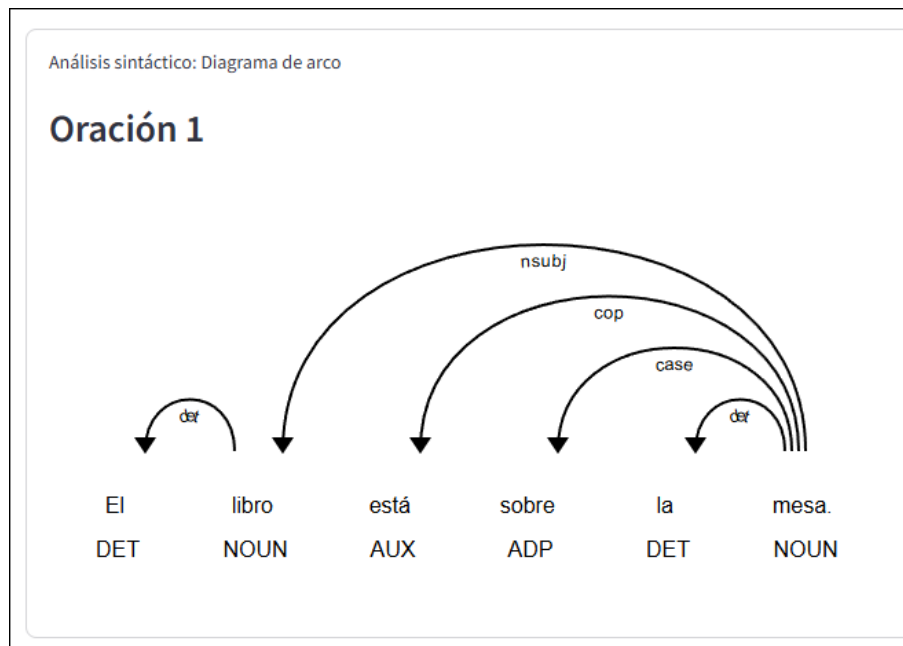 Análisis sintáctico: Diagrama de arco
Oración 1
nsubj
cop
case
det det
El libro está sobre la mesa.
DET NOUN AUX ADP DET NOUN